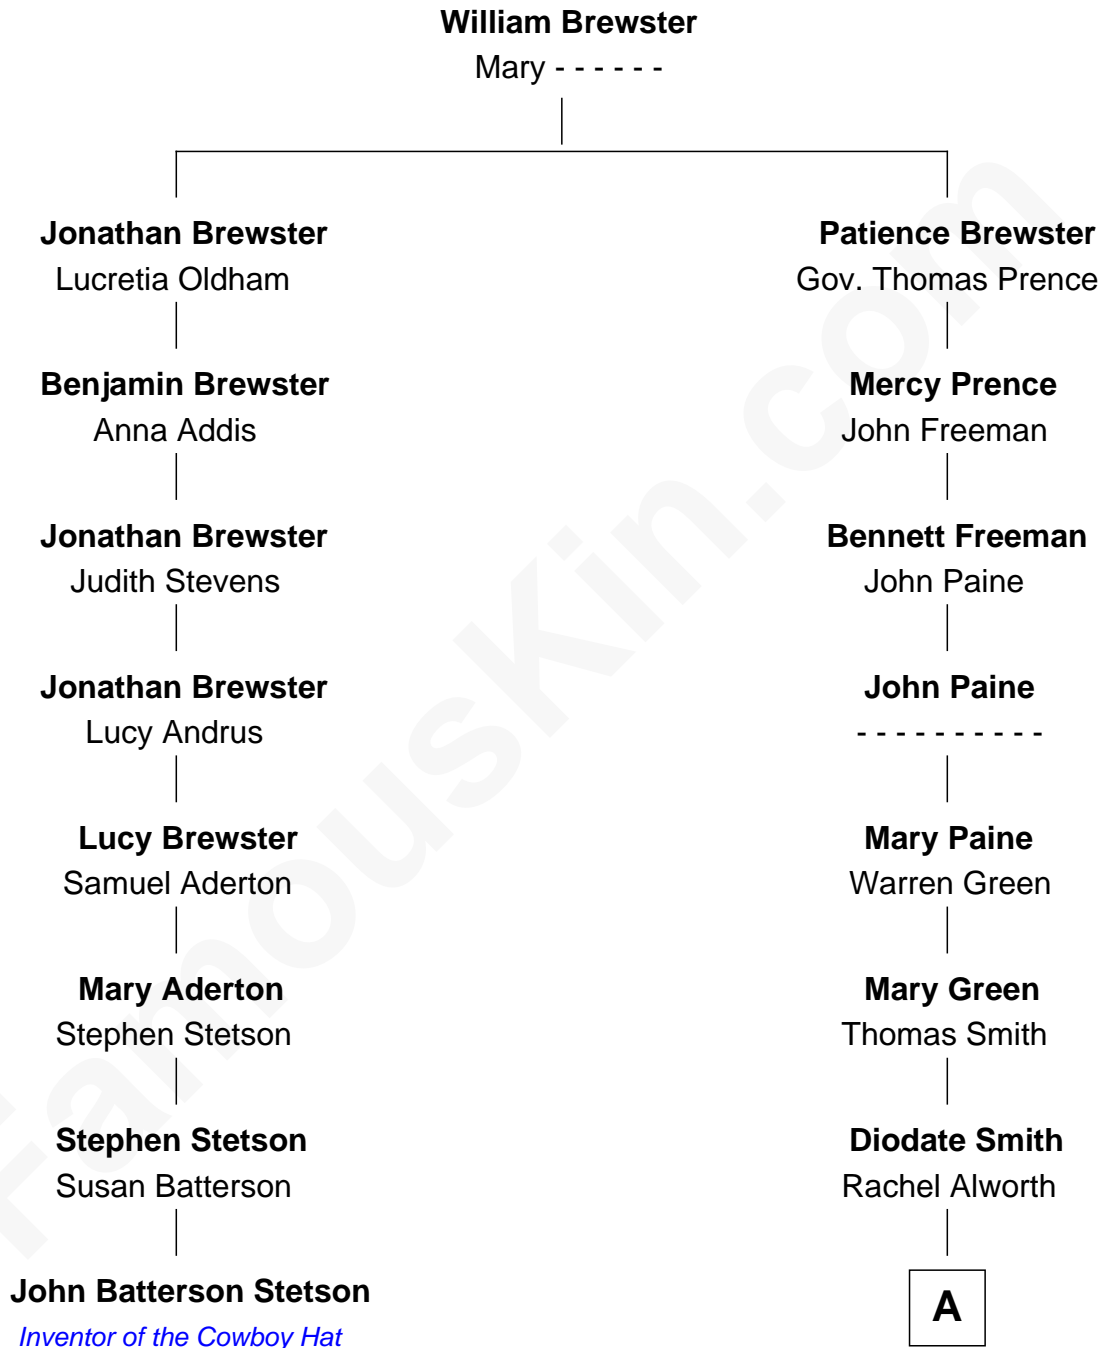 William Brewster
Mary - - - - - -
Jonathan Brewster
Lucretia Oldham
Patience Brewster
Gov. Thomas Prence
Benjamin Brewster
Anna Addis
Mercy Prence
John Freeman
Jonathan Brewster
Judith Stevens
Bennett Freeman
John Paine
Jonathan Brewster
Lucy Andrus
John Paine
- - - - - - - - - -
Lucy Brewster
Samuel Aderton
Mary Paine
Warren Green
Mary Aderton
Stephen Stetson
Mary Green
Thomas Smith
Stephen Stetson
Susan Batterson
Diodate Smith
Rachel Alworth
John Batterson Stetson
Inventor of the Cowboy Hat
A
FamousKin.com